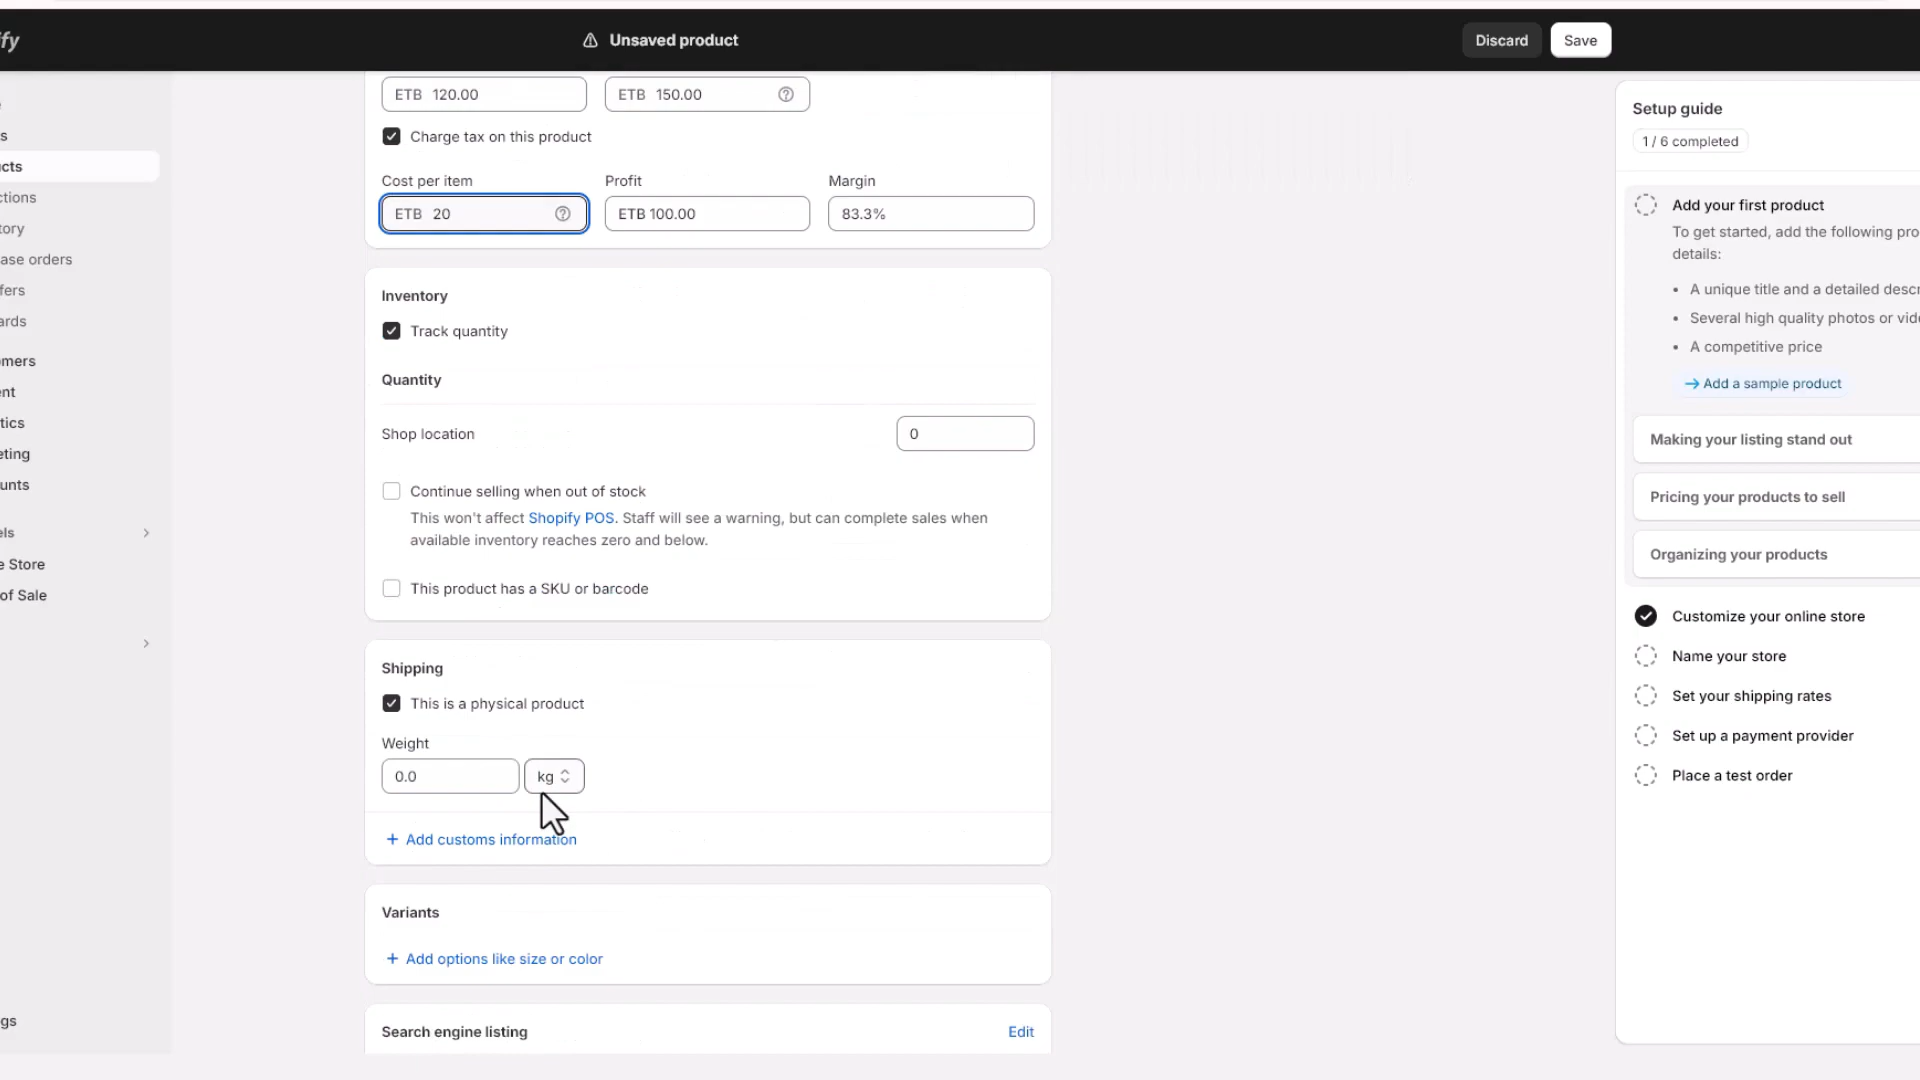 ify
Unsaved product
Discard
Save
s
cts
ctions
tory
ase orders
fers
ards
omers
ent
tics
eting
unts
els
e Store
of Sale
gs
ETB 120.00
ETB 150.00
Charge tax on this product
Cost per item
Profit
Margin
ETB 20
ETB 100.00
83.3%
Inventory
Track quantity
Quantity
Shop location
0
Continue selling when out of stock
This won't affect Shopify POS. Staff will see a warning, but can complete sales when
available inventory reaches zero and below.
This product has a SKU or barcode
Shipping
This is a physical product
Weight
0.0
kg
+ Add customs information
Variants
+ Add options like size or color
Search engine listing
Edit
Setup guide
1 / 6 completed
Add your first product
To get started, add the following pro
details:
• A unique title and a detailed descr
• Several high quality photos or vide
• A competitive price
→ Add a sample product
Making your listing stand out
Pricing your products to sell
Organizing your products
Customize your online store
Name your store
Set your shipping rates
Set up a payment provider
Place a test order